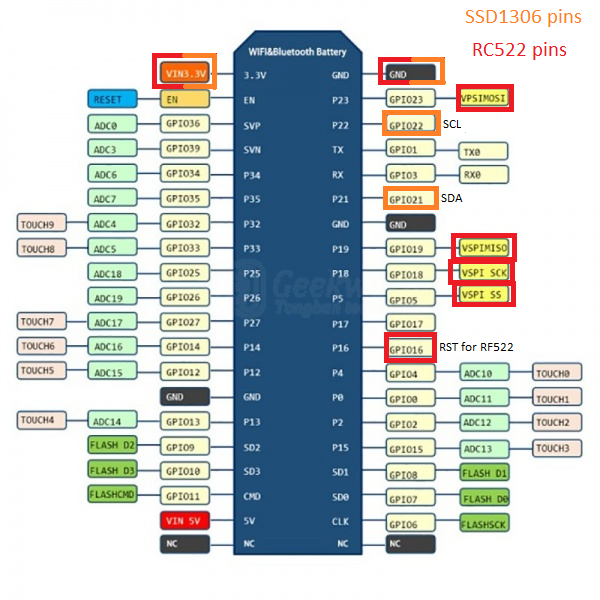 SSD1306 pins
RC522 pins
WIFI&Bluetooth Battery
VIN3.3V 3.3V GND GND
RESET EN EN P23 GPIO23 VPSIMOSI
ADC0 GPIO36 SVP P22 GPIO22 SCL
ADC3 GPIO39 SVN TX GPIO1 TX0
ADC6 GPIO34 P34 RX GPIO3 RX0
ADC7 GPIO35 P35 P21 GPIO21 SDA
TOUCH9 ADC4 GPIO32 P32 GND GND
TOUCH8 ADC5 GPIO33 P33 P19 GPIO19 VSPIMISO
ADC18 GPIO25 P25 P18 GPIO18 VSPI SCK
ADC19 GPIO26 P26 P5 GPIO5 VSPI SS
TOUCH7 ADC17 GPIO27 P27 P17 GPIO17
TOUCH6 ADC16 GPIO14 P14 P16 GPIO16 RST for RF522
TOUCH5 ADC15 GPIO12 P12 P4 GPIO4 ADC10 TOUCH0
GND GND P0 GPIO0 ADC11 TOUCH1
TOUCH4 ADC14 GPIO13 P13 P2 GPIO2 ADC12 TOUCH2
FLASH D2 GPIO9 SD2 P15 GPIO15 ADC13 TOUCH3
FLASH D3 GPIO10 SD3 SD1 GPIO8 FLASH D1
FLASHCMD GPIO11 CMD SD0 GPIO7 FLASH D0
VIN 5V 5V CLK GPIO6 FLASHSCK
NC NC NC NC